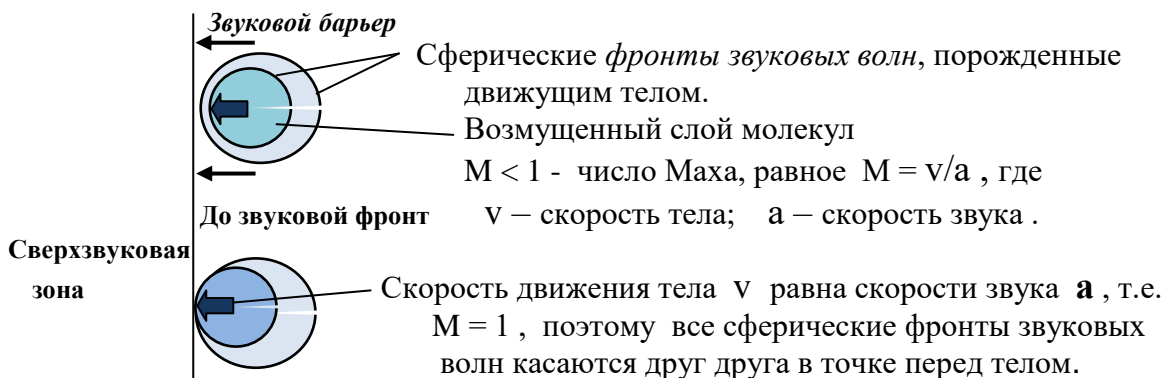 Звуковой барьер
Сферические фронты звуковых волн, порожденные
движущим телом.
Возмущенный слой молекул
М < 1 - число Маха, равное М = v/a , где
До звуковой фронт v – скорость тела; a – скорость звука .
Сверхзвуковая
зона
Скорость движения тела v равна скорости звука а , т.е.
М = 1 , поэтому все сферические фронты звуковых
волн касаются друг друга в точке перед телом.